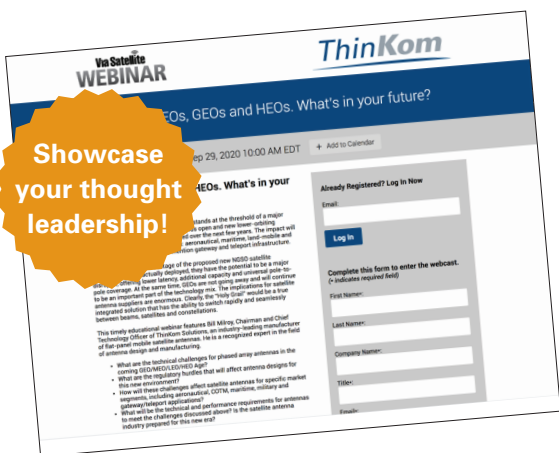 Via Satellite
WEBINAR
ThinKom
EOs, GEOs and HEOs. What's in your future?
ep 29, 2020 10:00 AM EDT
+ Add to Calendar
Showcase
your thought
leadership!
HEOs. What's in your
tands at the threshold of a major
s open and new lower-orbiting
ed over the next few years. The impact will
aeronautical, maritime, land-mobile and
ntion gateway and teleport infrastructure.
tage of the proposed new NGSO satellite
actually deployed, they have the potential to be a major
offering lower latency, additional capacity and universal pole-to-
pole coverage. At the same time, GEOs are not going away and will continue
to be an important part of the technology mix. The implications for satellite
antenna suppliers are enormous. Clearly, the "Holy Grail" would be a true
integrated solution that has the ability to switch rapidly and seamlessly
between beams, satellites and constellations.
This timely educational webinar features Bill Milroy, Chairman and Chief
Technology Officer of ThinKom Solutions, an industry-leading manufacturer
of flat-panel mobile satellite antennas. He is a recognized expert in the field
of antenna design and manufacturing.
• What are the technical challenges for phased array antennas in the
coming GEO/MEO/LEO/HEO Age?
• What are the regulatory hurdles that will affect antenna designs for
this new environment?
• How will these challenges affect satellite antennas for specific market
segments, including aeronautical, COTM, maritime, military and
gateway/teleport applications?
• What will be the technical and performance requirements for antennas
to meet the challenges discussed above? Is the satellite antenna
industry prepared for this new era?
Already Registered? Log In Now
Email:
Log In
Complete this form to enter the webcast.
(• indicates required field)
First Name•:
Last Name•:
Company Name•:
Title•:
Email•: